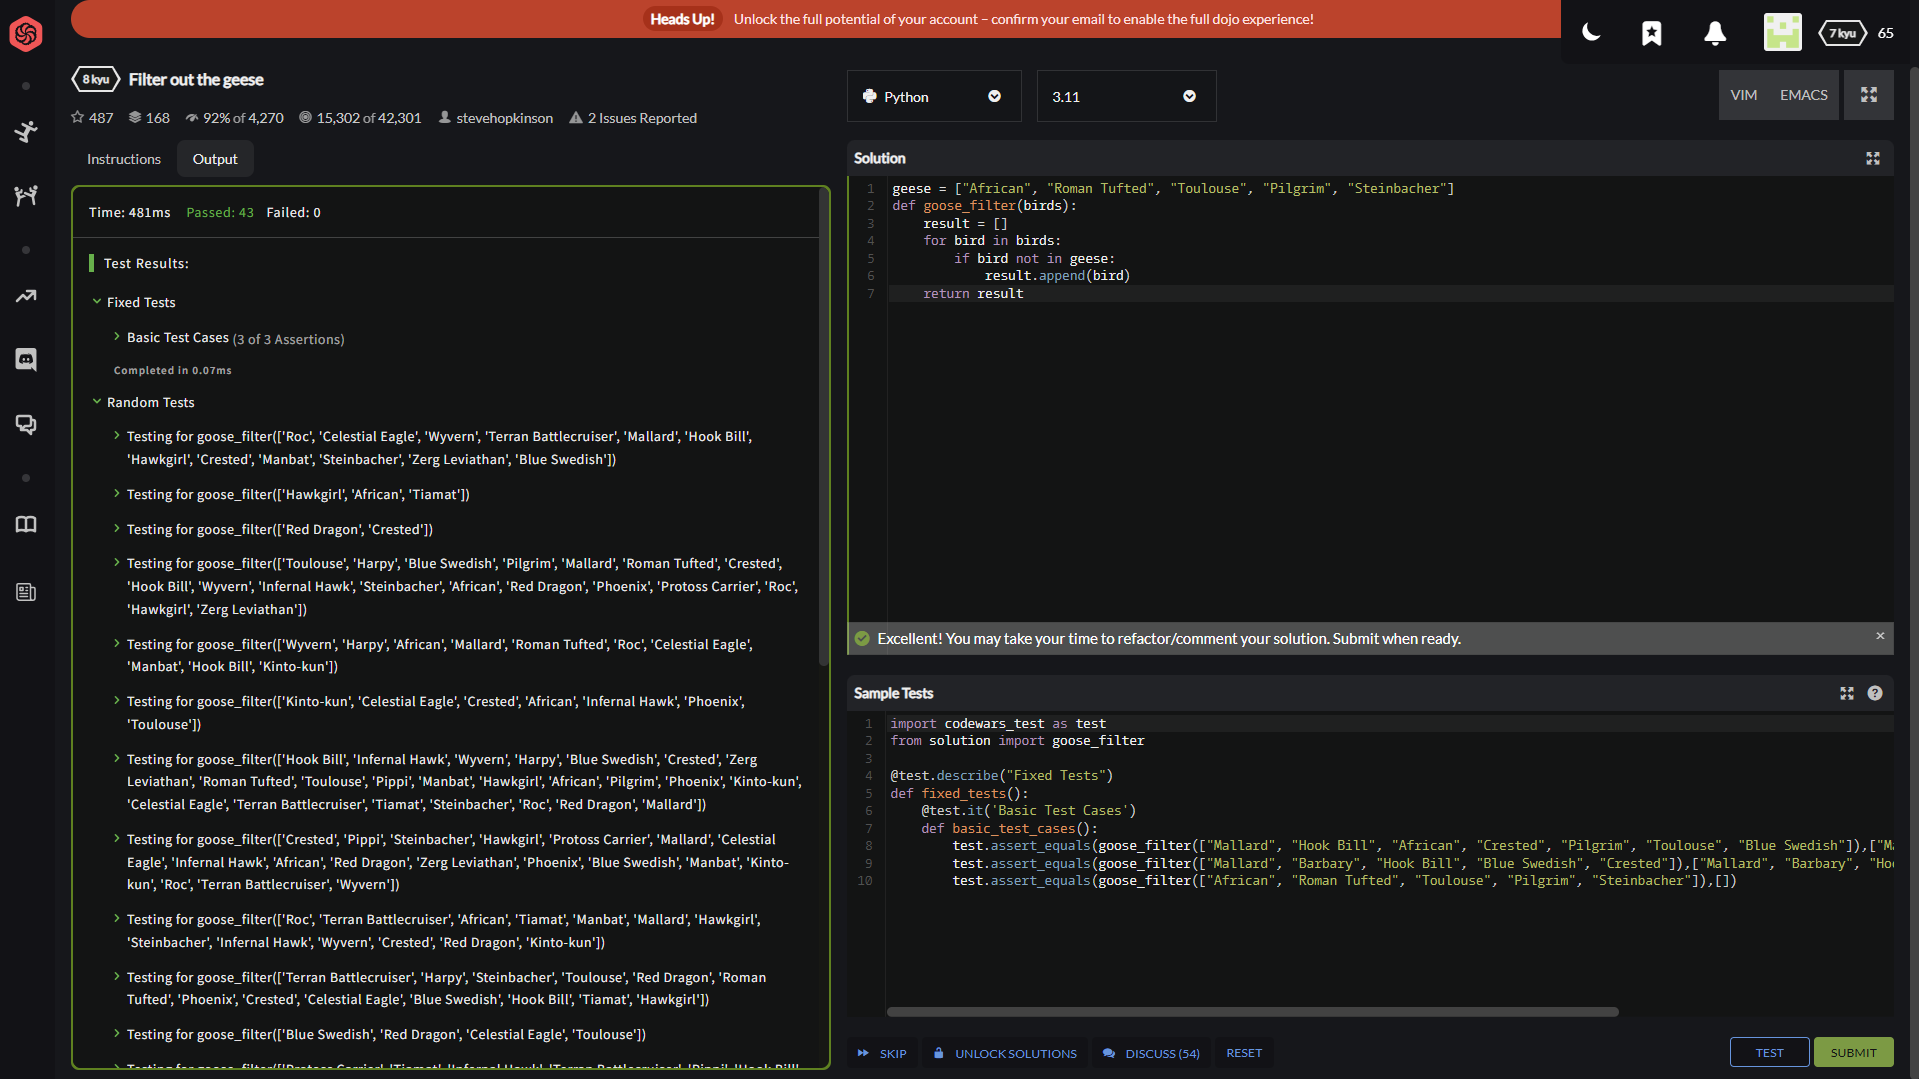 Heads Up! Unlock the full potential of your account – confirm your email to enable the full dojo experience!
7 kyu 65
8 kyu Filter out the geese
487 168 92% of 4,270 15,302 of 42,301 stevehopkinson 2 Issues Reported
Instructions Output
Time: 481ms Passed: 43 Failed: 0
Test Results:
Fixed Tests
Basic Test Cases (3 of 3 Assertions)
Completed in 0.07ms
Random Tests
Testing for goose_filter(['Roc', 'Celestial Eagle', 'Wyvern', 'Terran Battlecruiser', 'Mallard', 'Hook Bill',
'Hawkgirl', 'Crested', 'Manbat', 'Steinbacher', 'Zerg Leviathan', 'Blue Swedish'])
Testing for goose_filter(['Hawkgirl', 'African', 'Tiamat'])
Testing for goose_filter(['Red Dragon', 'Crested'])
Testing for goose_filter(['Toulouse', 'Harpy', 'Blue Swedish', 'Pilgrim', 'Mallard', 'Roman Tufted', 'Crested',
'Hook Bill', 'Wyvern', 'Infernal Hawk', 'Steinbacher', 'African', 'Red Dragon', 'Phoenix', 'Protoss Carrier', 'Roc',
'Hawkgirl', 'Zerg Leviathan'])
Testing for goose_filter(['Wyvern', 'Harpy', 'African', 'Mallard', 'Roman Tufted', 'Roc', 'Celestial Eagle',
'Manbat', 'Hook Bill', 'Kinto-kun'])
Testing for goose_filter(['Kinto-kun', 'Celestial Eagle', 'Crested', 'African', 'Infernal Hawk', 'Phoenix',
'Toulouse'])
Testing for goose_filter(['Hook Bill', 'Infernal Hawk', 'Wyvern', 'Harpy', 'Blue Swedish', 'Crested', 'Zerg
Leviathan', 'Roman Tufted', 'Toulouse', 'Pippi', 'Manbat', 'Hawkgirl', 'African', 'Pilgrim', 'Phoenix', 'Kinto-kun',
'Celestial Eagle', 'Terran Battlecruiser', 'Tiamat', 'Steinbacher', 'Roc', 'Red Dragon', 'Mallard'])
Testing for goose_filter(['Crested', 'Pippi', 'Steinbacher', 'Hawkgirl', 'Protoss Carrier', 'Mallard', 'Celestial
Eagle', 'Infernal Hawk', 'African', 'Red Dragon', 'Zerg Leviathan', 'Phoenix', 'Blue Swedish', 'Manbat', 'Kinto-
kun', 'Roc', 'Terran Battlecruiser', 'Wyvern'])
Testing for goose_filter(['Roc', 'Terran Battlecruiser', 'African', 'Tiamat', 'Manbat', 'Mallard', 'Hawkgirl',
'Steinbacher', 'Infernal Hawk', 'Wyvern', 'Crested', 'Red Dragon', 'Kinto-kun'])
Testing for goose_filter(['Terran Battlecruiser', 'Harpy', 'Steinbacher', 'Toulouse', 'Red Dragon', 'Roman
Tufted', 'Phoenix', 'Crested', 'Celestial Eagle', 'Blue Swedish', 'Hook Bill', 'Tiamat', 'Hawkgirl'])
Testing for goose_filter(['Blue Swedish', 'Red Dragon', 'Celestial Eagle', 'Toulouse'])
Testing for goose_filter(['Protoss Carrier', 'Tiamat', 'Infernal Hawk', 'Terran Battlecruiser', 'Pippi', 'Hook Bill',
Python 3.11 VIM EMACS
Solution
1 geese = ["African", "Roman Tufted", "Toulouse", "Pilgrim", "Steinbacher"]
2 def goose_filter(birds):
3 result = []
4 for bird in birds:
5 if bird not in geese:
6 result.append(bird)
7 return result
Excellent! You may take your time to refactor/comment your solution. Submit when ready. ×
Sample Tests ?
1 import codewars_test as test
2 from solution import goose_filter
3
4 @test.describe("Fixed Tests")
5 def fixed_tests():
6 @test.it('Basic Test Cases')
7 def basic_test_cases():
8 test.assert_equals(goose_filter(["Mallard", "Hook Bill", "African", "Crested", "Pilgrim", "Toulouse", "Blue Swedish"]),["Ma
9 test.assert_equals(goose_filter(["Mallard", "Barbary", "Hook Bill", "Blue Swedish", "Crested"]),["Mallard", "Barbary", "Hoo
10 test.assert_equals(goose_filter(["African", "Roman Tufted", "Toulouse", "Pilgrim", "Steinbacher"]),[])
SKIP UNLOCK SOLUTIONS DISCUSS (54) RESET TEST SUBMIT